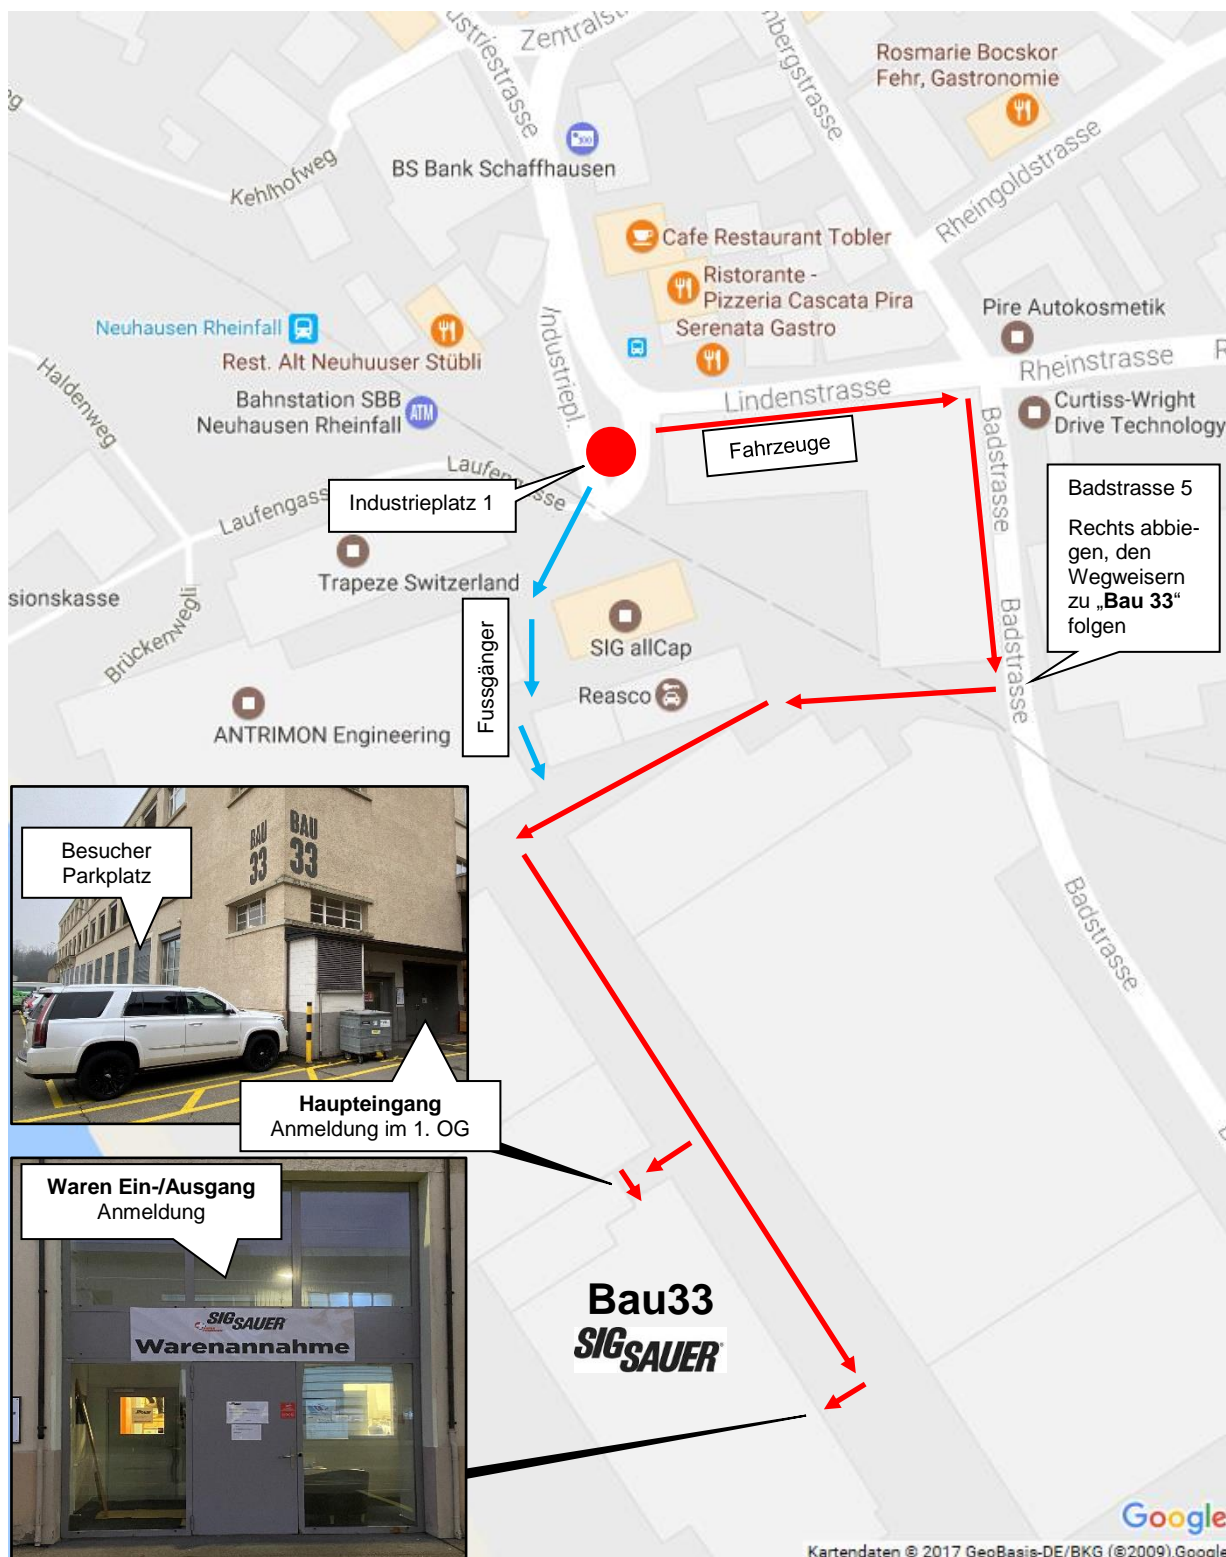 ustriestrasse
Zentralst
nbergstrasse
Rosmarie Bocskor
Fehr, Gastronomie
eg
BS Bank Schaffhausen
Kehlhofweg
Rheingoldstrasse
Cafe Restaurant Tobler
Ristorante -
Pizzeria Cascata Pira
Serenata Gastro
Pire Autokosmetik
Neuhausen Rheinfall
Rest. Alt Neuhuuser Stübli
Industriepl.
Rheinstrasse
R
Haldenweg
Bahnstation SBB
Neuhausen Rheinfall
ATM
Lindenstrasse
Curtiss-Wright
Drive Technology
Fahrzeuge
Badstrasse
Laufengasse
Industrieplatz 1
Laufengass
Badstrasse 5
Rechts abbie-
gen, den
Wegweisern
zu „Bau 33“
folgen
Trapeze Switzerland
sionskasse
Brückenwegli
Fussgänger
SIG allCap
Badstrasse
Reasco
ANTRIMON Engineering
BAU
33
BAU
33
Besucher
Parkplatz
Badstrasse
Haupteingang
Anmeldung im 1. OG
Waren Ein-/Ausgang
Anmeldung
SIG SAUER
Warenannahme
Bau33
SIG SAUER
Google
Kartendaten © 2017 GeoBasis-DE/BKG (©2009),Google